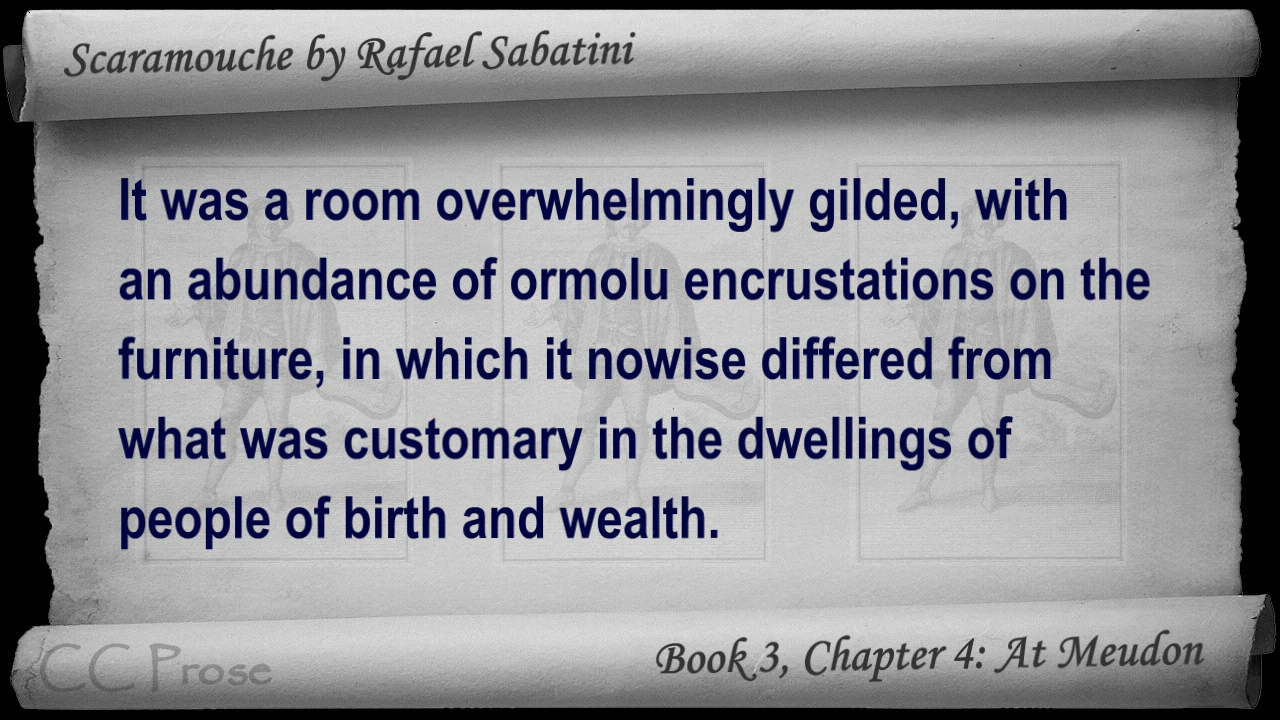 Scaramouche by Rafael Sabatini
It was a room overwhelmingly gilded, with
an abundance of ormolu encrustations on the
furniture, in which it nowise differed from
what was customary in the dwellings of
people of birth and wealth.
CC Prose
Book 3, Chapter 4: At Meudon